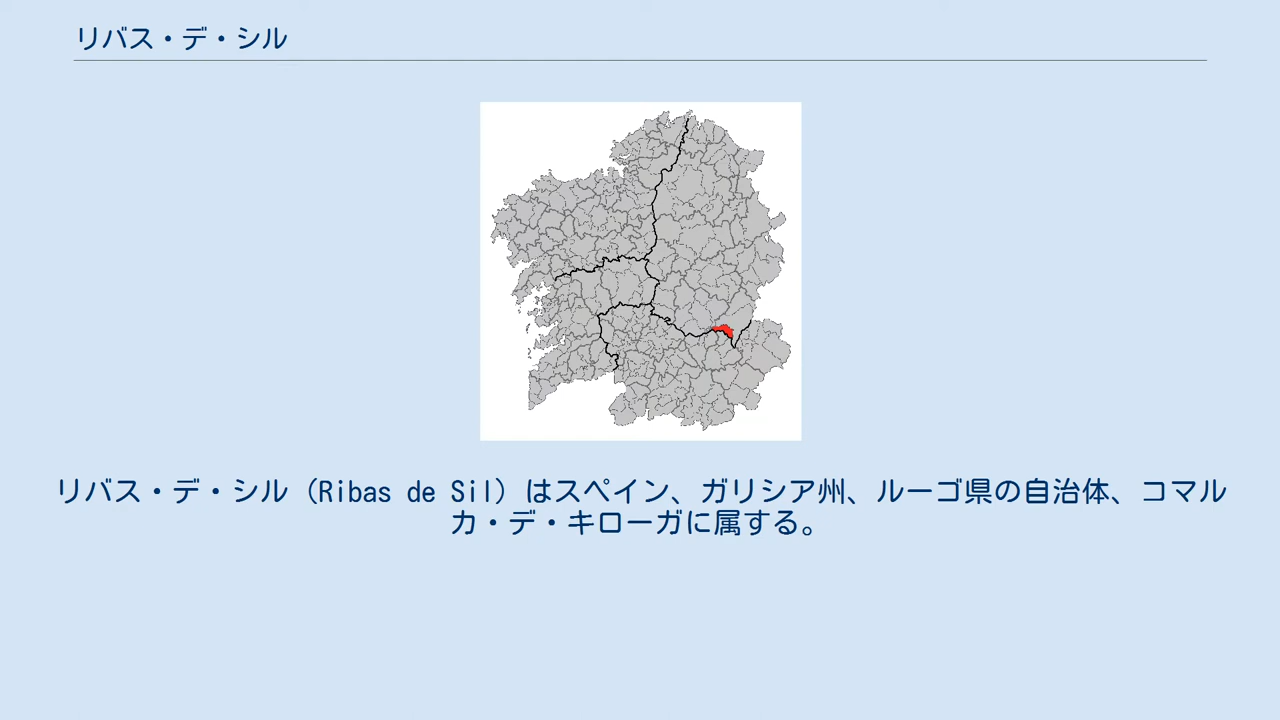 リバス・デ・シル
リバス・デ・シル（Ribas de Sil）はスペイン、ガリシア州、ルーゴ県の自治体、コマル
カ・デ・キローガに属する。